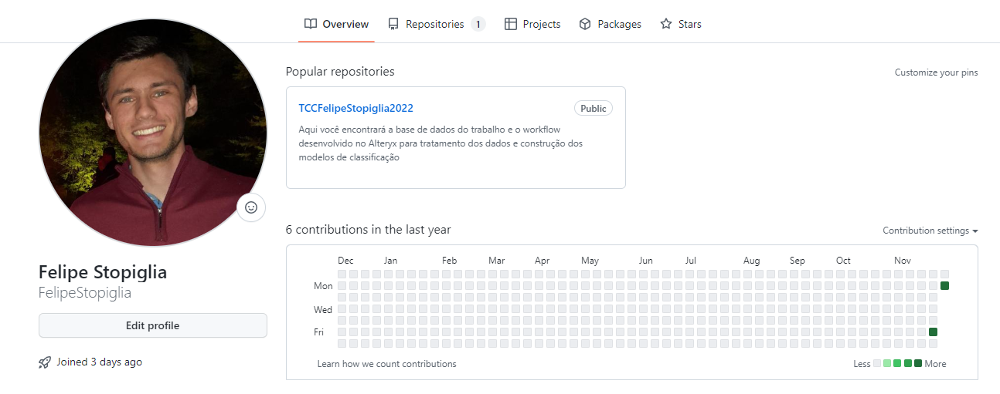 Overview
Repositories 1
Projects
Packages
Stars
Popular repositories
Customize your pins
TCCFelipeStopiglia2022
Public
Aqui você encontrará a base de dados do trabalho e o workflow
desenvolvido no Alteryx para tratamento dos dados e construção dos
modelos de classificação
Felipe Stopiglia
FelipeStopiglia
Edit profile
Joined 3 days ago
6 contributions in the last year
Contribution settings
Dec Jan Feb Mar Apr May Jun Jul Aug Sep Oct Nov
Mon
Wed
Fri
Learn how we count contributions
Less More